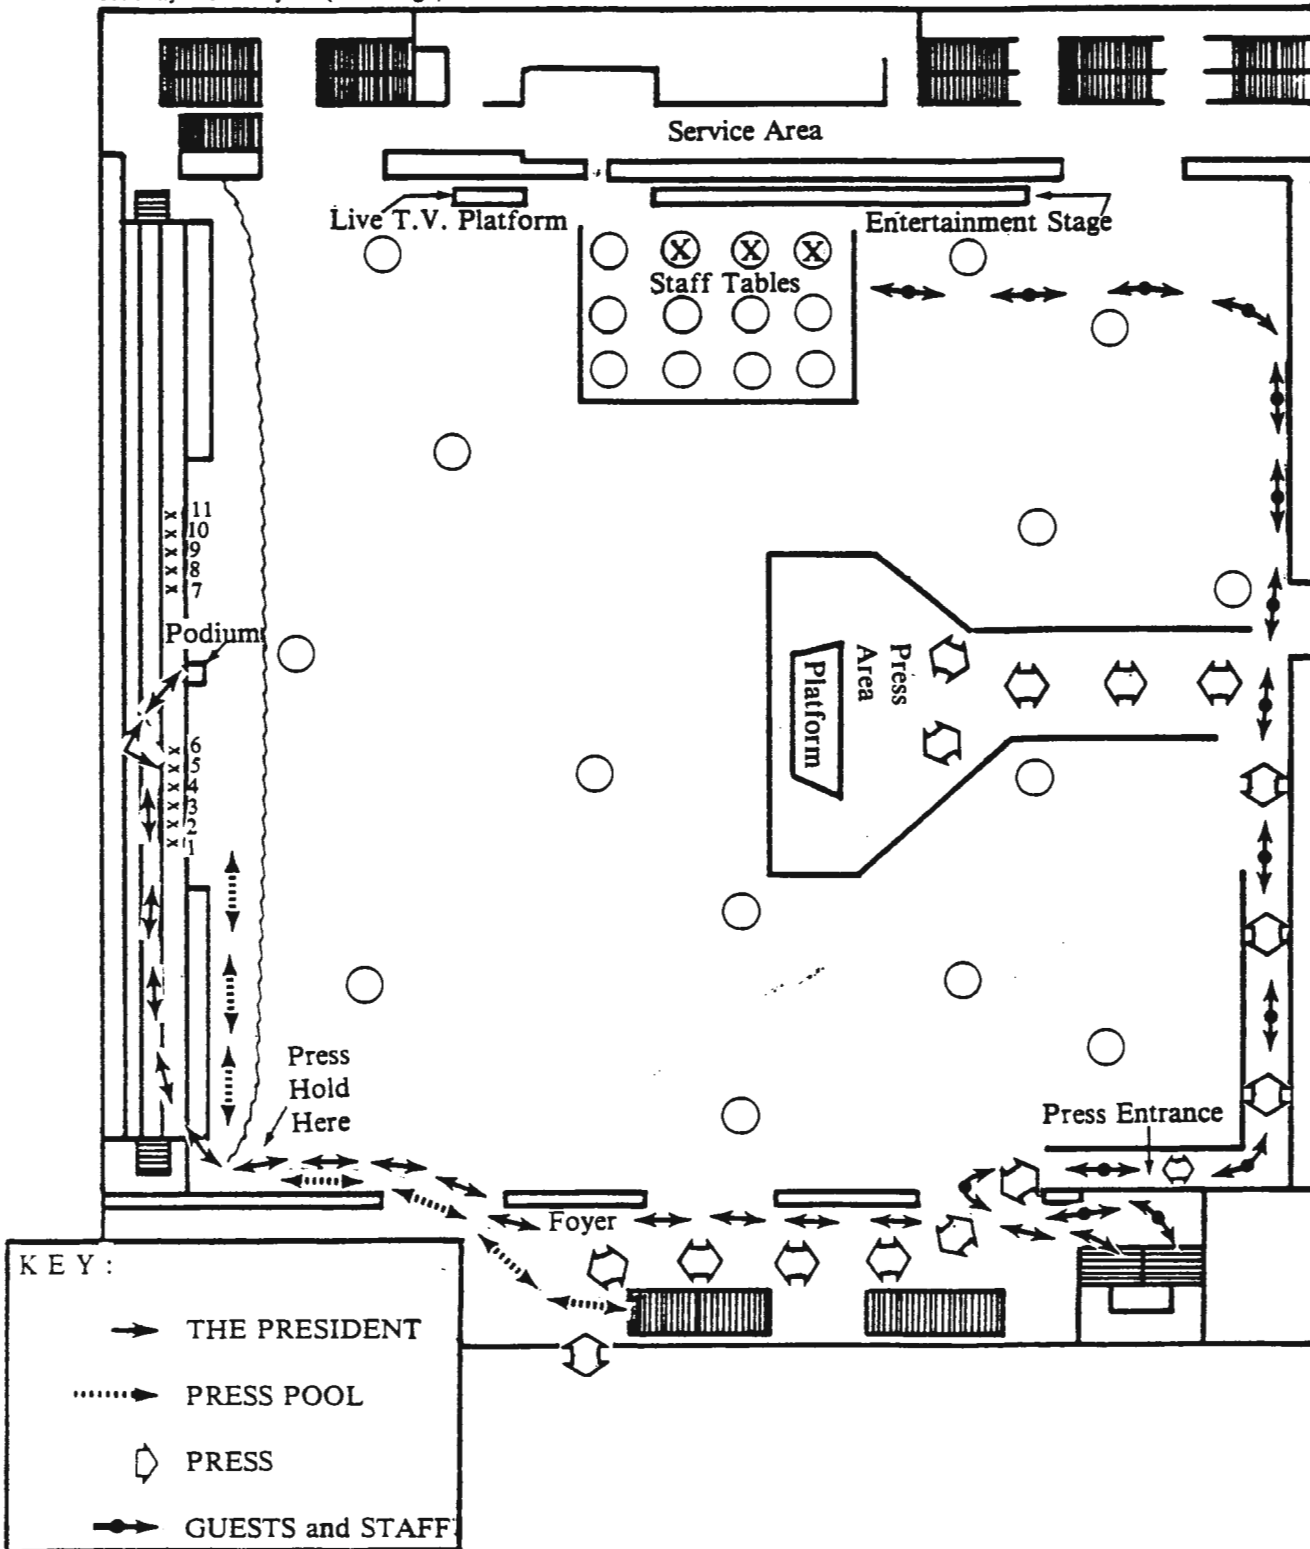 Service Area
Live T.V. Platform
Entertainment Stage
X X X
Staff Tables
x 11
x 10
x 9
x 8
x 7
Podium
Press
Area
Platform
x 6
x 5
x 4
x 3
x 2
x 1
Press
Hold
Here
Press Entrance
Foyer
KEY:
THE PRESIDENT
PRESS POOL
PRESS
GUESTS and STAFF